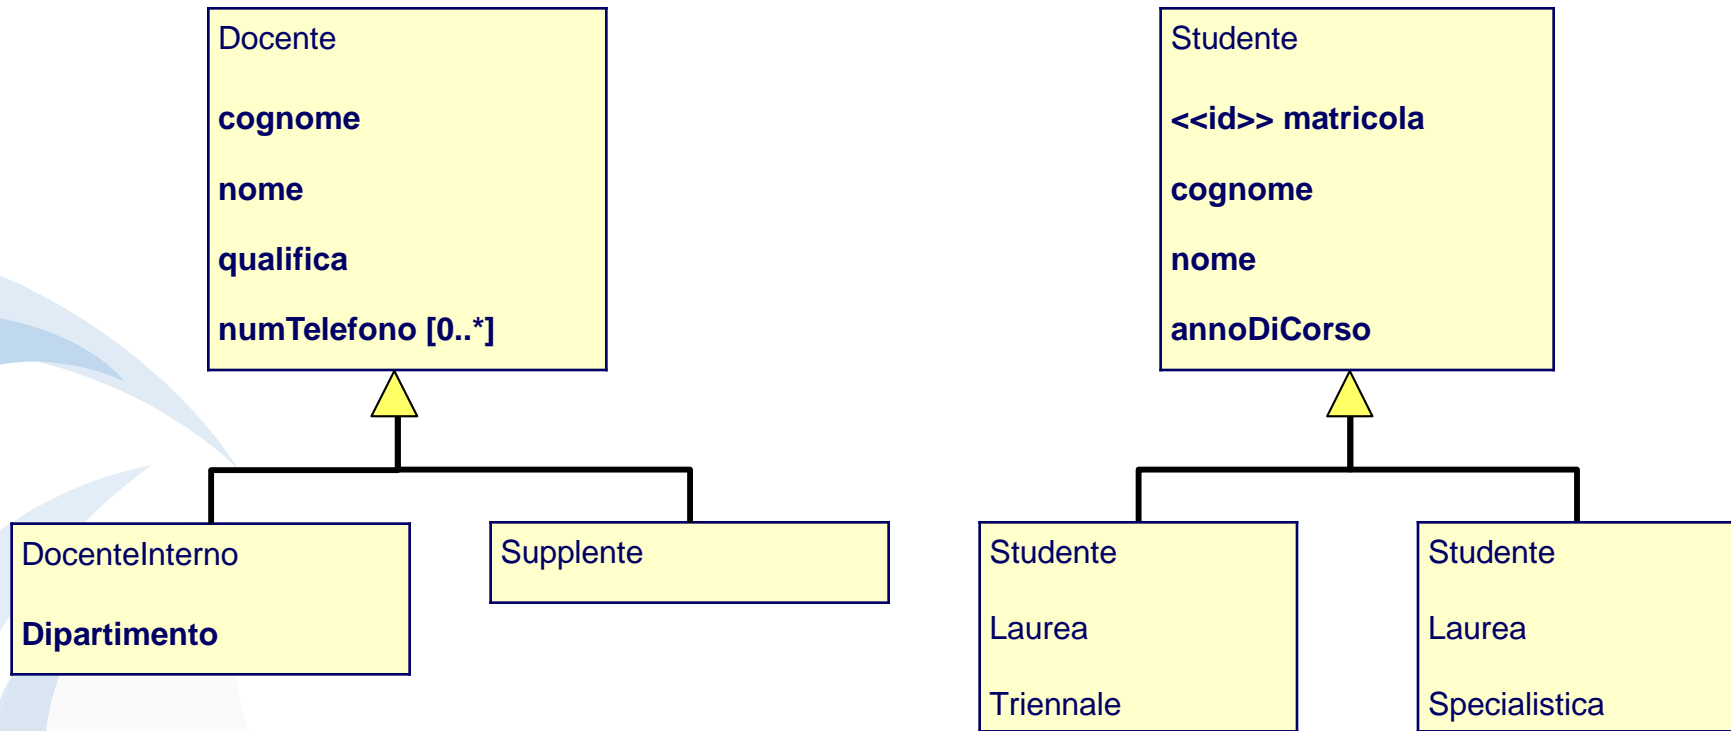 Docente
cognome
nome
qualifica
numTelefono [0..*]
Studente
<<id>> matricola
cognome
nome
annoDiCorso
DocenteInterno
Dipartimento
Supplente
Studente
Laurea
Triennale
Studente
Laurea
Specialistica